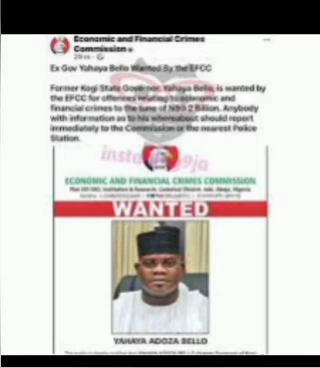 Economic and Financial Crimes
Commission
Ex Gov Yahaya Bello Wanted By the EFCC
Former Kogi State Governor, Yahaya Bello, is wanted by
the EFCC for offences relating to economic and
financial crimes to the tune of Billion. Anybody
with information as to his whereabout should report
immediately to the Commission or the nearest Police
Station.
ECONOMIC AND FINANCIAL CRIMES COMMISSION
WANTED
YAHAYA ADOZA BELLO